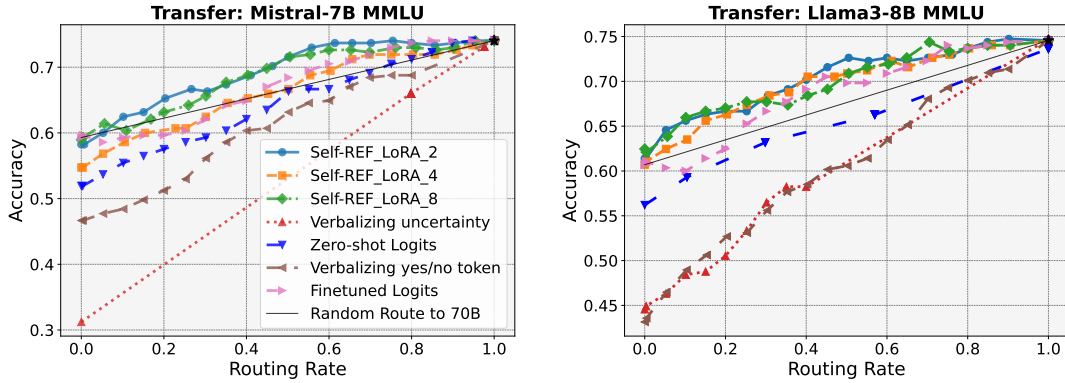 Transfer: Mistral-7B MMLU
Accuracy
0.7
0.6
0.5
0.4
0.3
0.0
0.2
0.4
0.6
0.8
1.0
Routing Rate
Self-REF_LoRA_2
Self-REF_LoRA_4
Self-REF_LoRA_8
Verbalizing uncertainty
Zero-shot Logits
Verbalizing yes/no token
Finetuned Logits
Random Route to 70B
Transfer: Llama3-8B MMLU
Accuracy
0.75
0.70
0.65
0.60
0.55
0.50
0.45
0.0
0.2
0.4
0.6
0.8
1.0
Routing Rate